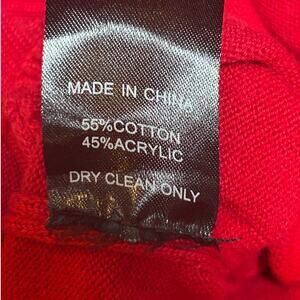 MADE IN CHINA
55%COTTON
45%ACRYLIC
DRY CLEAN ONLY